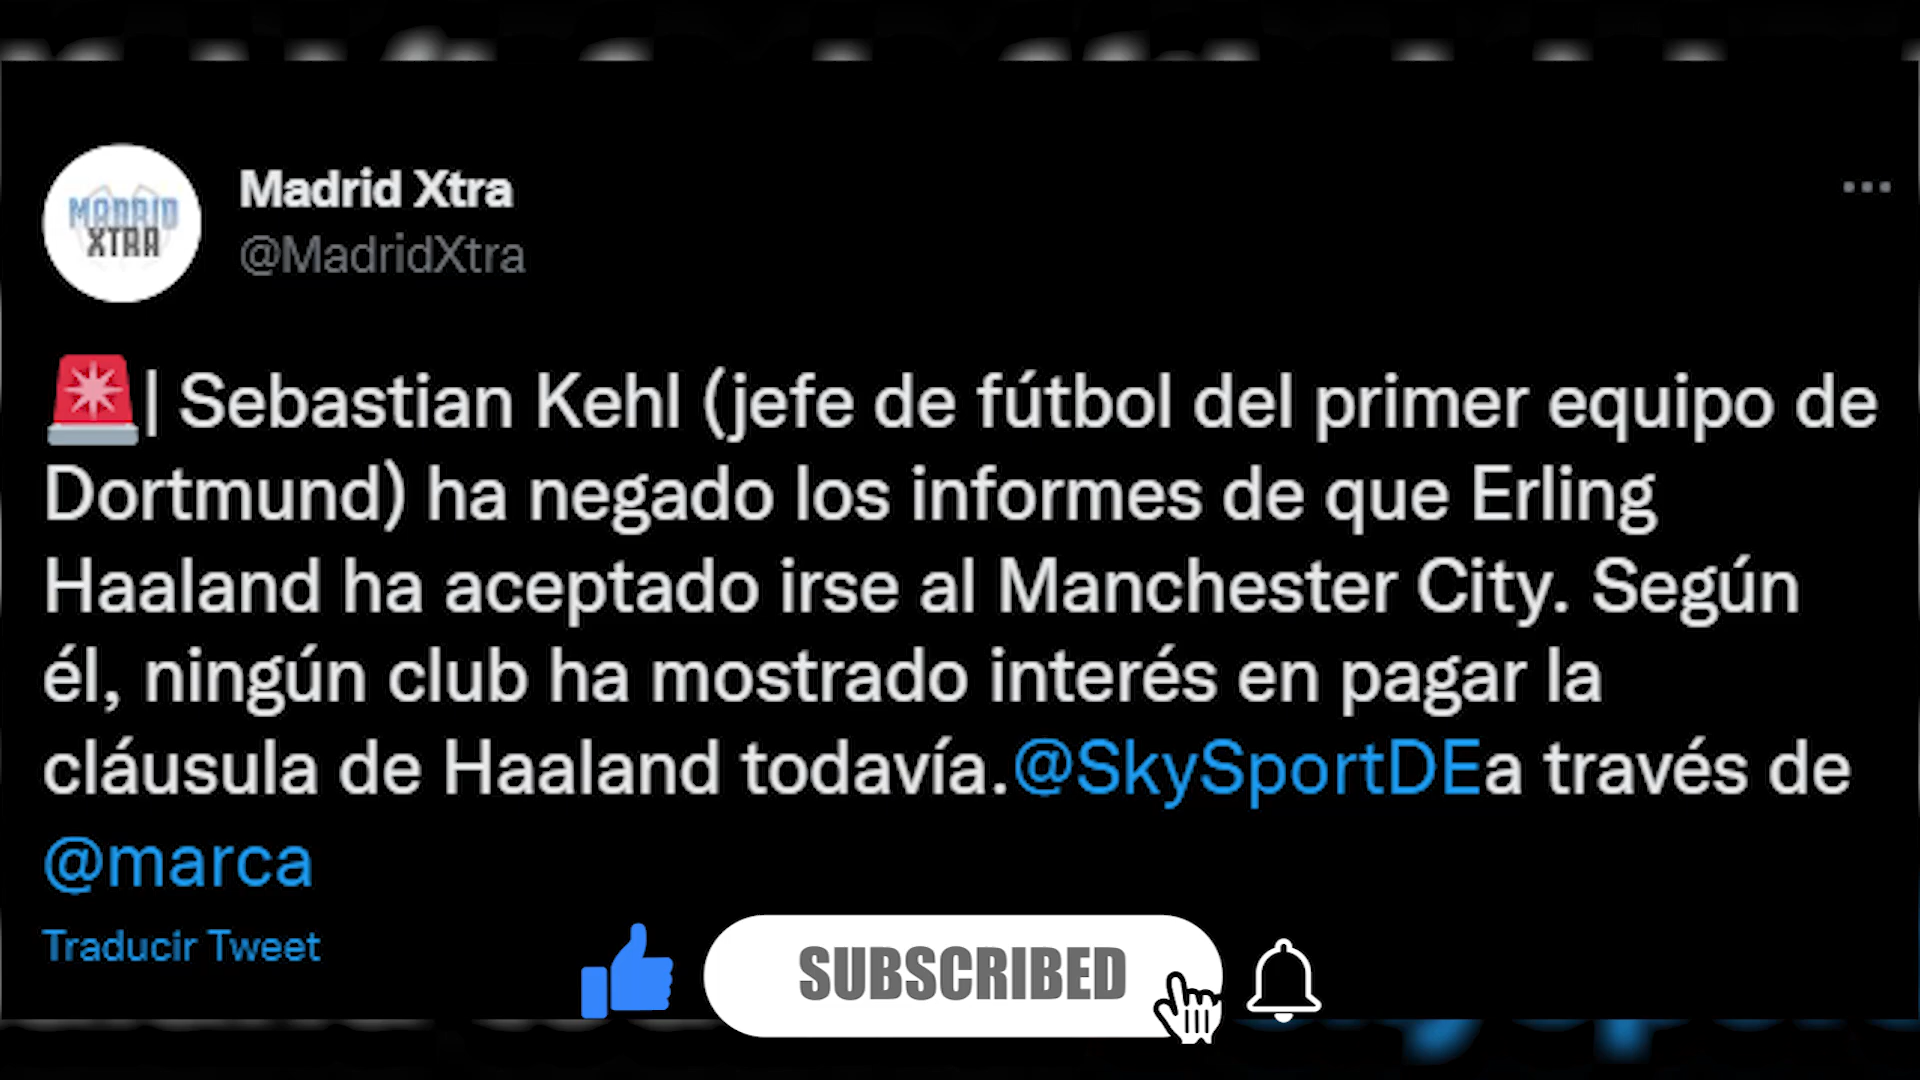 MADRID
XTRA
Madrid Xtra
@MadridXtra
🚨| Sebastian Kehl (jefe de fútbol del primer equipo de
Dortmund) ha negado los informes de que Erling
Haaland ha aceptado irse al Manchester City. Según
él, ningún club ha mostrado interés en pagar la
cláusula de Haaland todavía.@SkySportDEa través de
@marca
Traducir Tweet
SUBSCRIBED